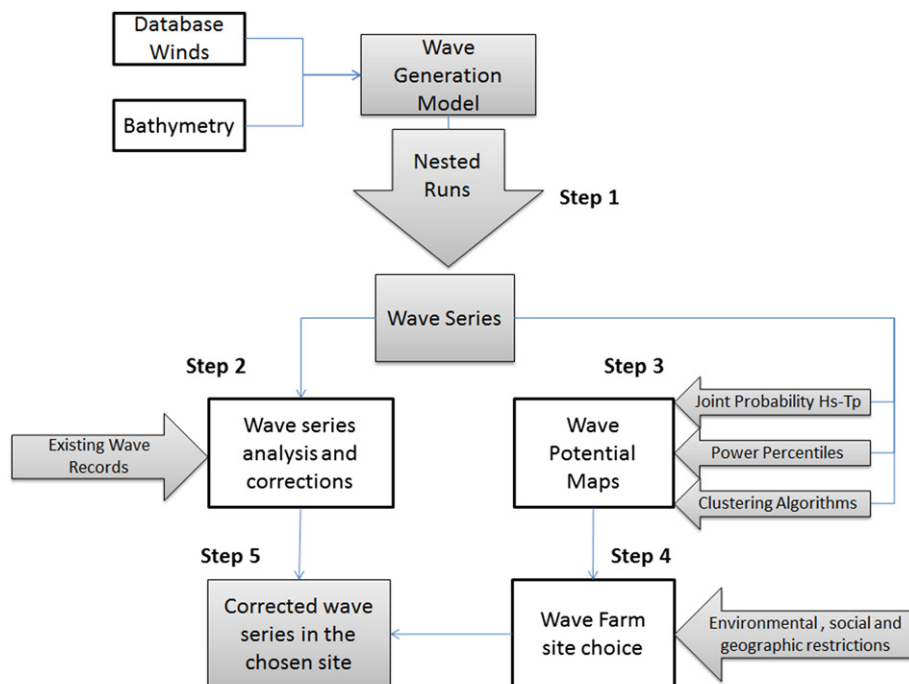 Database
Winds
Wave
Generation
Model
Bathymetry
Nested
Runs
Step 1
Wave Series
Step 2
Step 3
Existing Wave
Records
Wave series
analysis and
corrections
Wave
Potential
Maps
Joint Probability Hs-Tp
Power Percentiles
Clustering Algorithms
Step 5
Step 4
Corrected wave
series in the
chosen site
Wave Farm
site choice
Environmental , social and
geographic restrictions